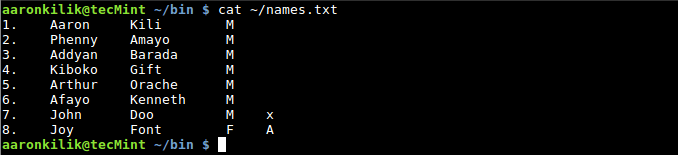 aaronkilik@tecMint ~/bin $ cat ~/names.txt
1.    Aaron     Kili        M
2.    Phenny    Amayo       M
3.    Addyan    Barada      M
4.    Kiboko    Gift        M
5.    Arthur    Orache      M
6.    Afayo     Kenneth     M
7.    John      Doo         M    x
8.    Joy       Font        F    A
aaronkilik@tecMint ~/bin $